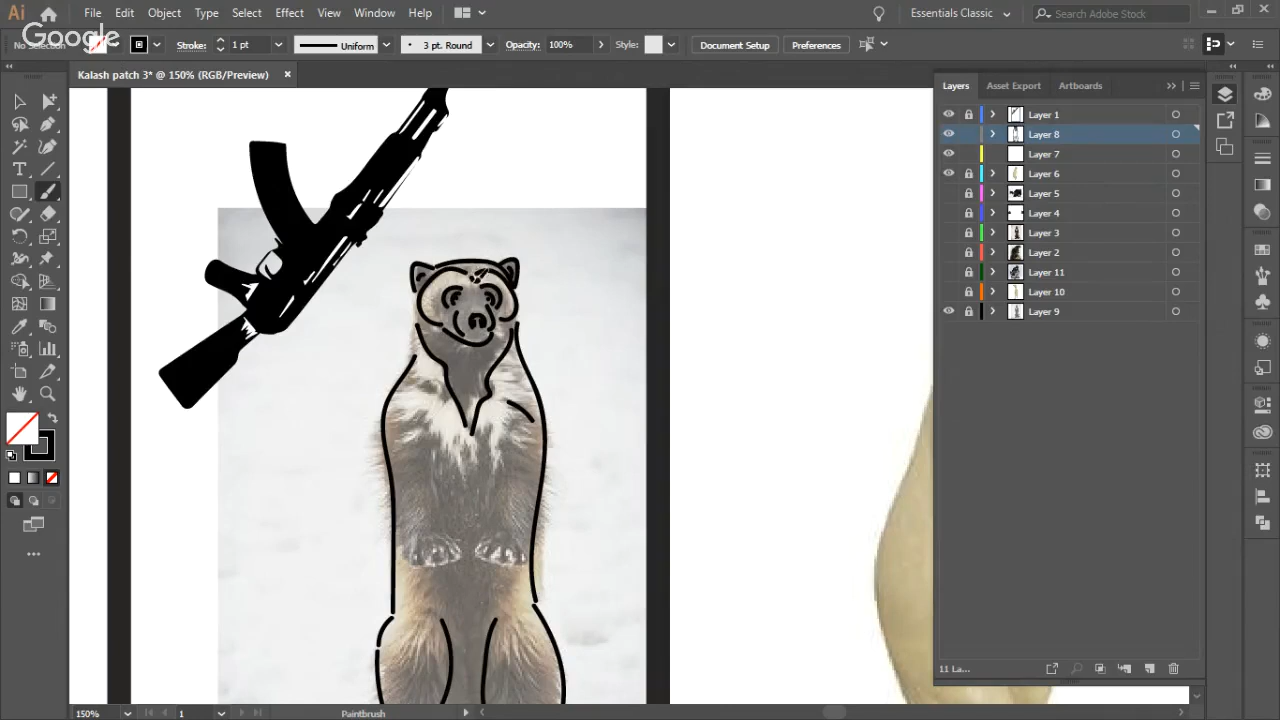 Ai File Edit Object Type Select Effect View Window Help Essentials Classic Search Adobe Stock
Google
No Selection Stroke: 1 pt Uniform 3 pt. Round Opacity: 100% Style: Document Setup Preferences
Kalash patch 3* @ 150% (RGB/Preview) ×
Layers Asset Export Artboards
Layer 1
Layer 8
Layer 7
Layer 6
Layer 5
Layer 4
Layer 3
Layer 2
Layer 11
Layer 10
Layer 9
11 La...
150% 1 Paintbrush